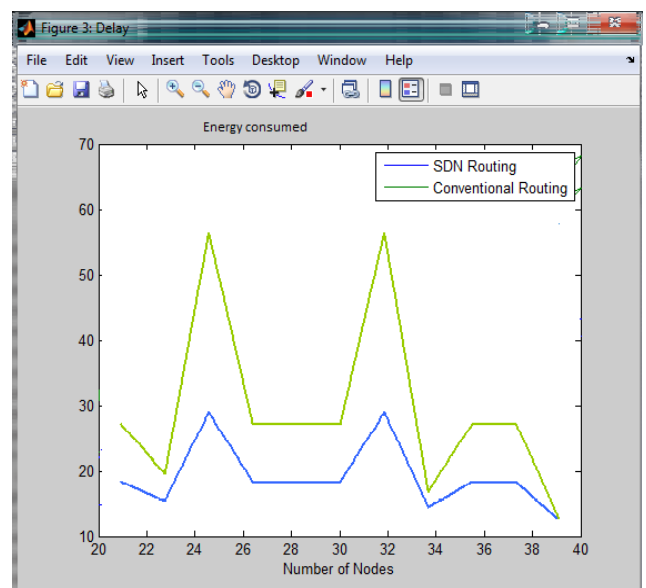 Figure 3: Delay
File Edit View Insert Tools Desktop Window Help
Energy consumed
70
60
50
40
30
20
10
SDN Routing
Conventional Routing
20 22 24 26 28 30 32 34 36 38 40
Number of Nodes